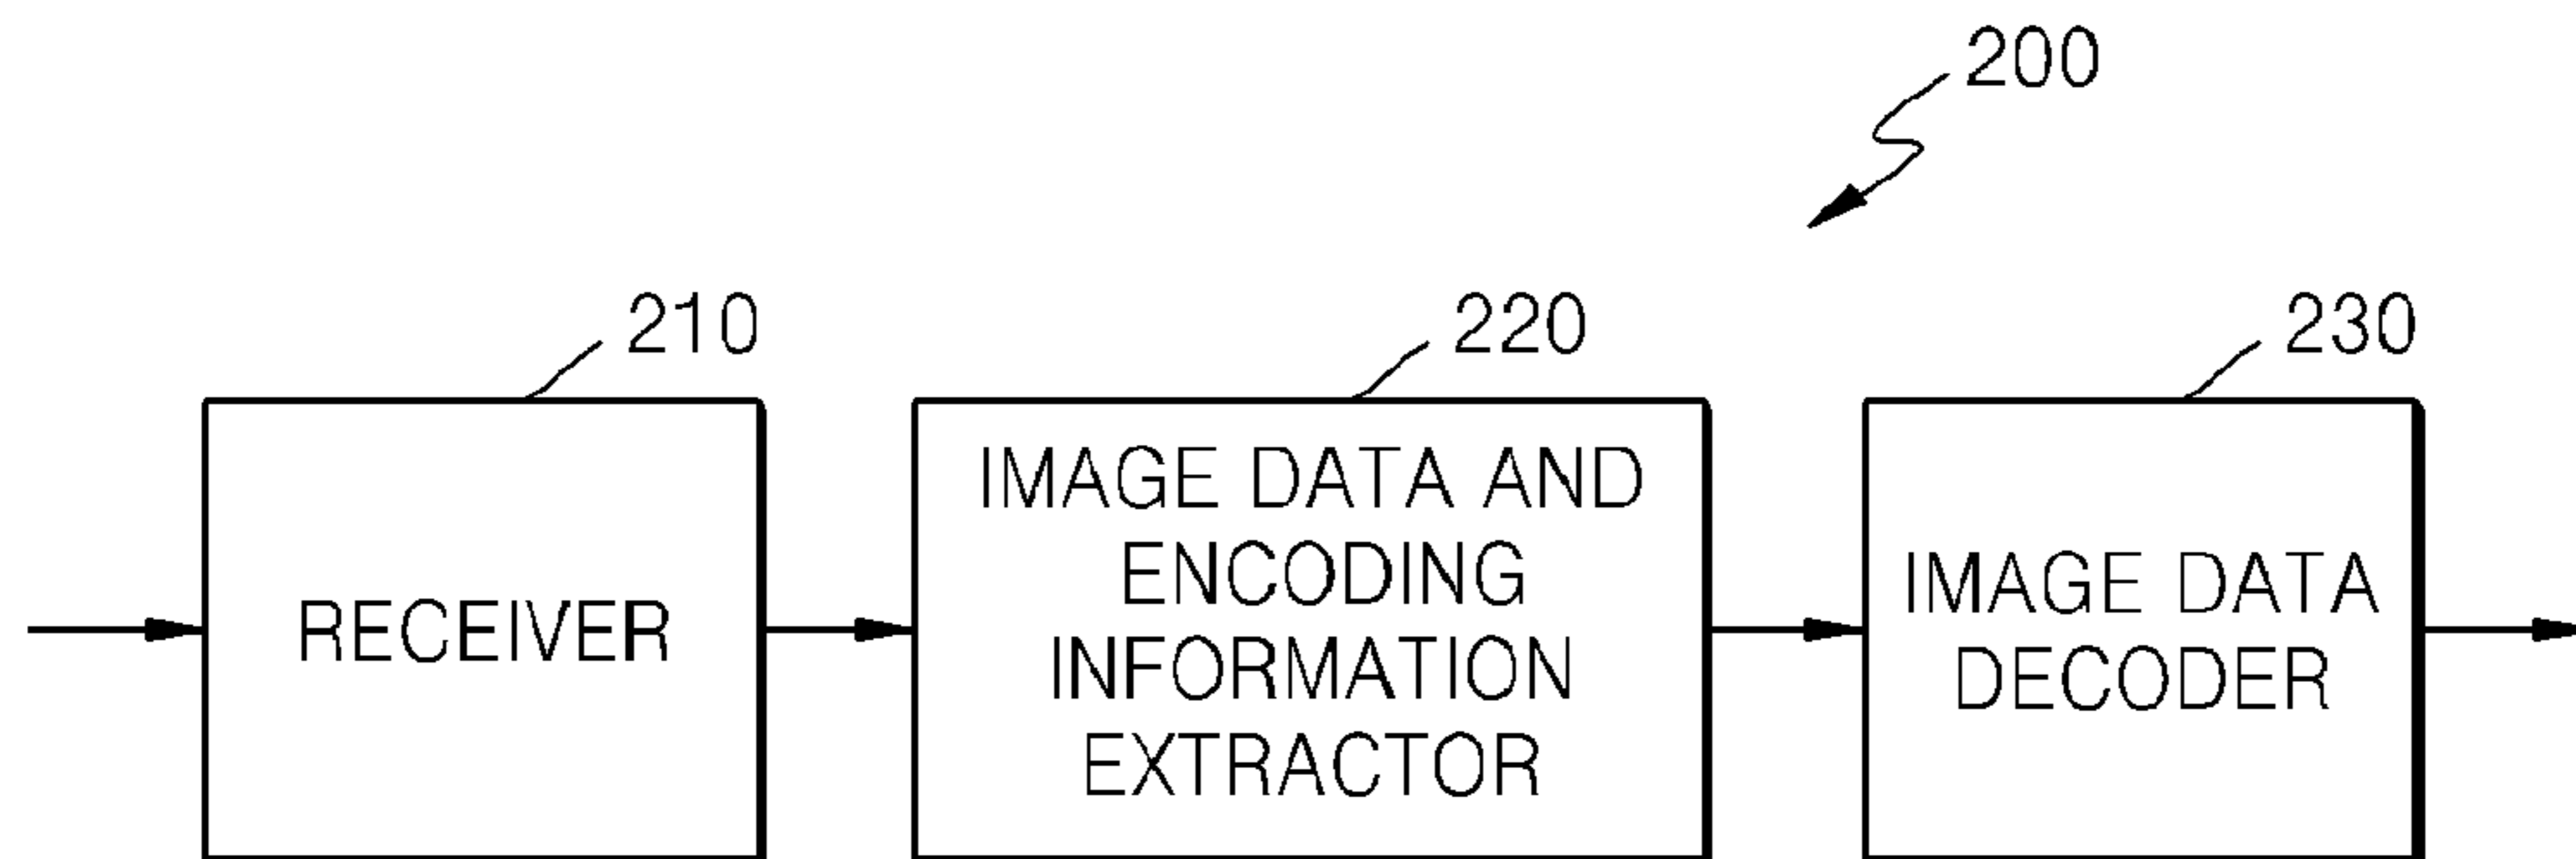 200
210
220
230
RECEIVER
IMAGE DATA AND
ENCODING
INFORMATION
EXTRACTOR
IMAGE DATA
DECODER